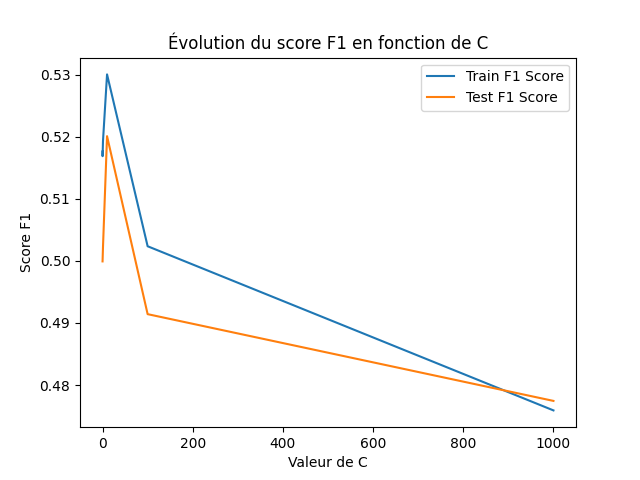 Évolution du score F1 en fonction de C
Train F1 Score
Test F1 Score
0.53
0.52
0.51
0.50
0.49
0.48
Score F1
0 200 400 600 800 1000
Valeur de C